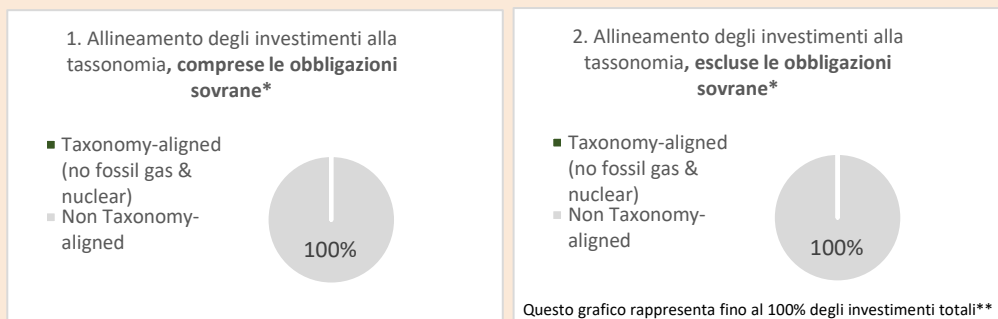 1. Allineamento degli investimenti alla
tassonomia, comprese le obbligazioni
sovrane*
Taxonomy-aligned
(no fossil gas &
nuclear)
Non Taxonomy-
aligned
100%
2. Allineamento degli investimenti alla
tassonomia, escluse le obbligazioni
sovrane*
Taxonomy-aligned
(no fossil gas &
nuclear)
Non Taxonomy-
aligned
100%
Questo grafico rappresenta fino al 100% degli investimenti totali**